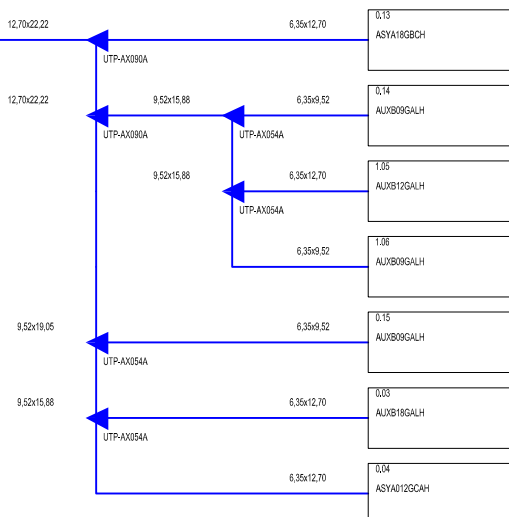 12,70x22,22
6,35x12,70
0.13
ASYA18GBCH
UTP-AX090A
12,70x22,22
9,52x15,88
6,35x9,52
0,14
AUXB09GALH
UTP-AX090A
UTP-AX054A
9,52x15,88
6,35x12,70
1.05
AUXB12GALH
UTP-AX054A
6,35x9,52
1.06
AUXB09GALH
9,52x19,05
6,35x9,52
0.15
AUXB09GALH
UTP-AX054A
9,52x15,88
6,35x12,70
0.03
AUXB18GALH
UTP-AX054A
6,35x12,70
0,04
ASYA012GCAH